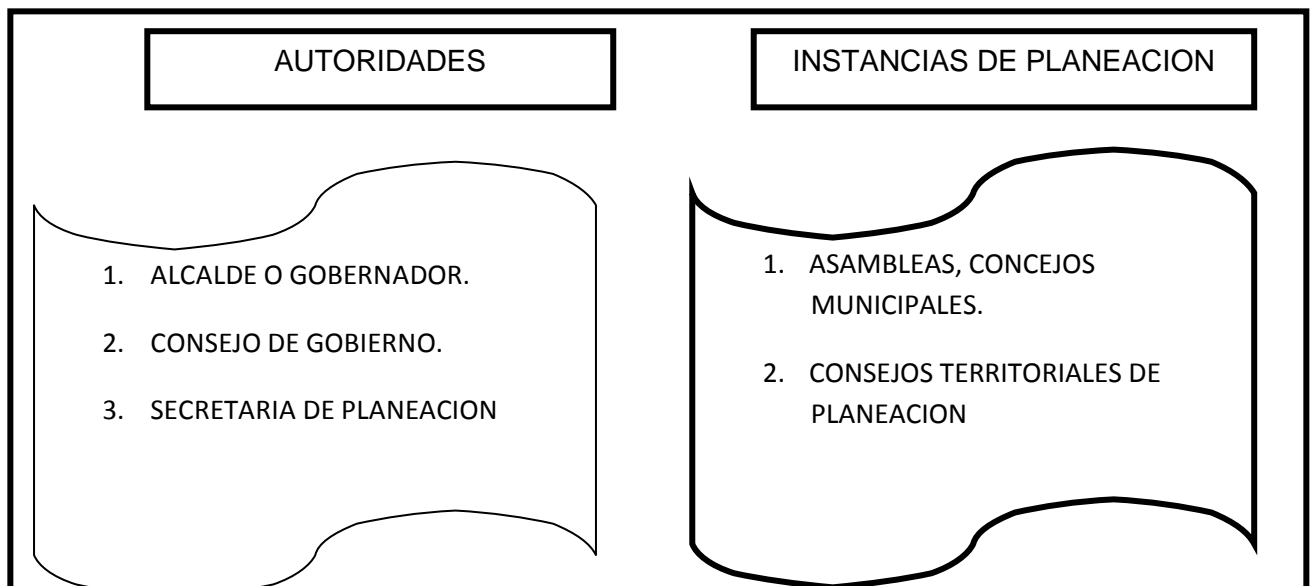 AUTORIDADES
1. ALCALDE O GOBERNADOR.
2. CONSEJO DE GOBIERNO.
3. SECRETARIA DE PLANEACION
INSTANCIAS DE PLANEACION
1. ASAMBLEAS, CONCEJOS
MUNICIPALES.
2. CONSEJOS TERRITORIALES DE
PLANEACION